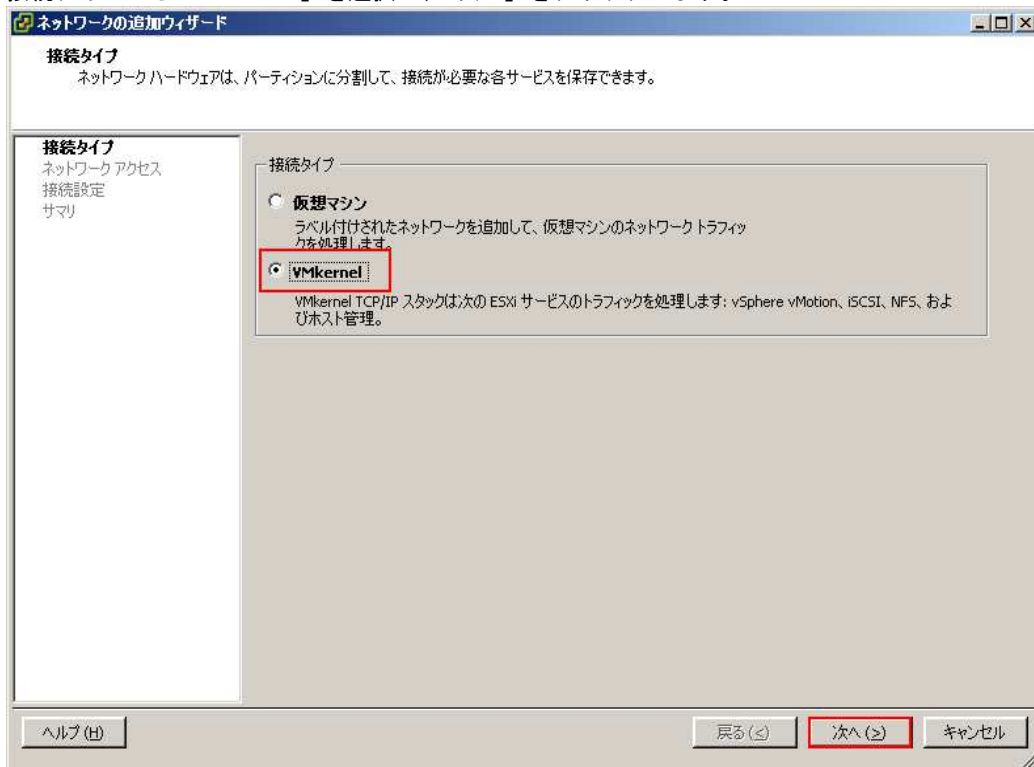 ネットワークの追加ウィザード
接続タイプ
ネットワーク ハードウェアは、パーティションに分割して、接続が必要な各サービスを保存できます。
接続タイプ
ネットワーク アクセス
接続設定
サマリ
接続タイプ
仮想マシン
ラベル付けされたネットワークを追加して、仮想マシンのネットワーク トラフィッ
クを処理します。
VMkernel
VMkernel TCP/IP スタックは次の ESXi サービスのトラフィックを処理します: vSphere vMotion、iSCSI、NFS、およ
びホスト管理。
ヘルプ(H)
戻る(<)
次へ(>)
キャンセル